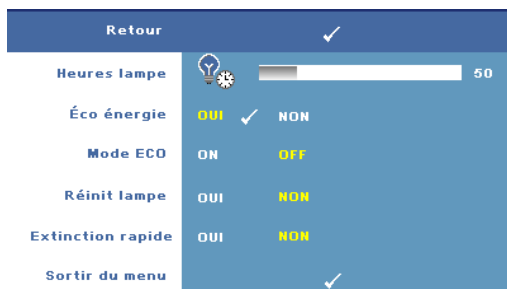 Retour
Heures lampe 50
Éco énergie OUI NON
Mode ECO ON OFF
Réinit lampe OUI NON
Extinction rapide OUI NON
Sortir du menu